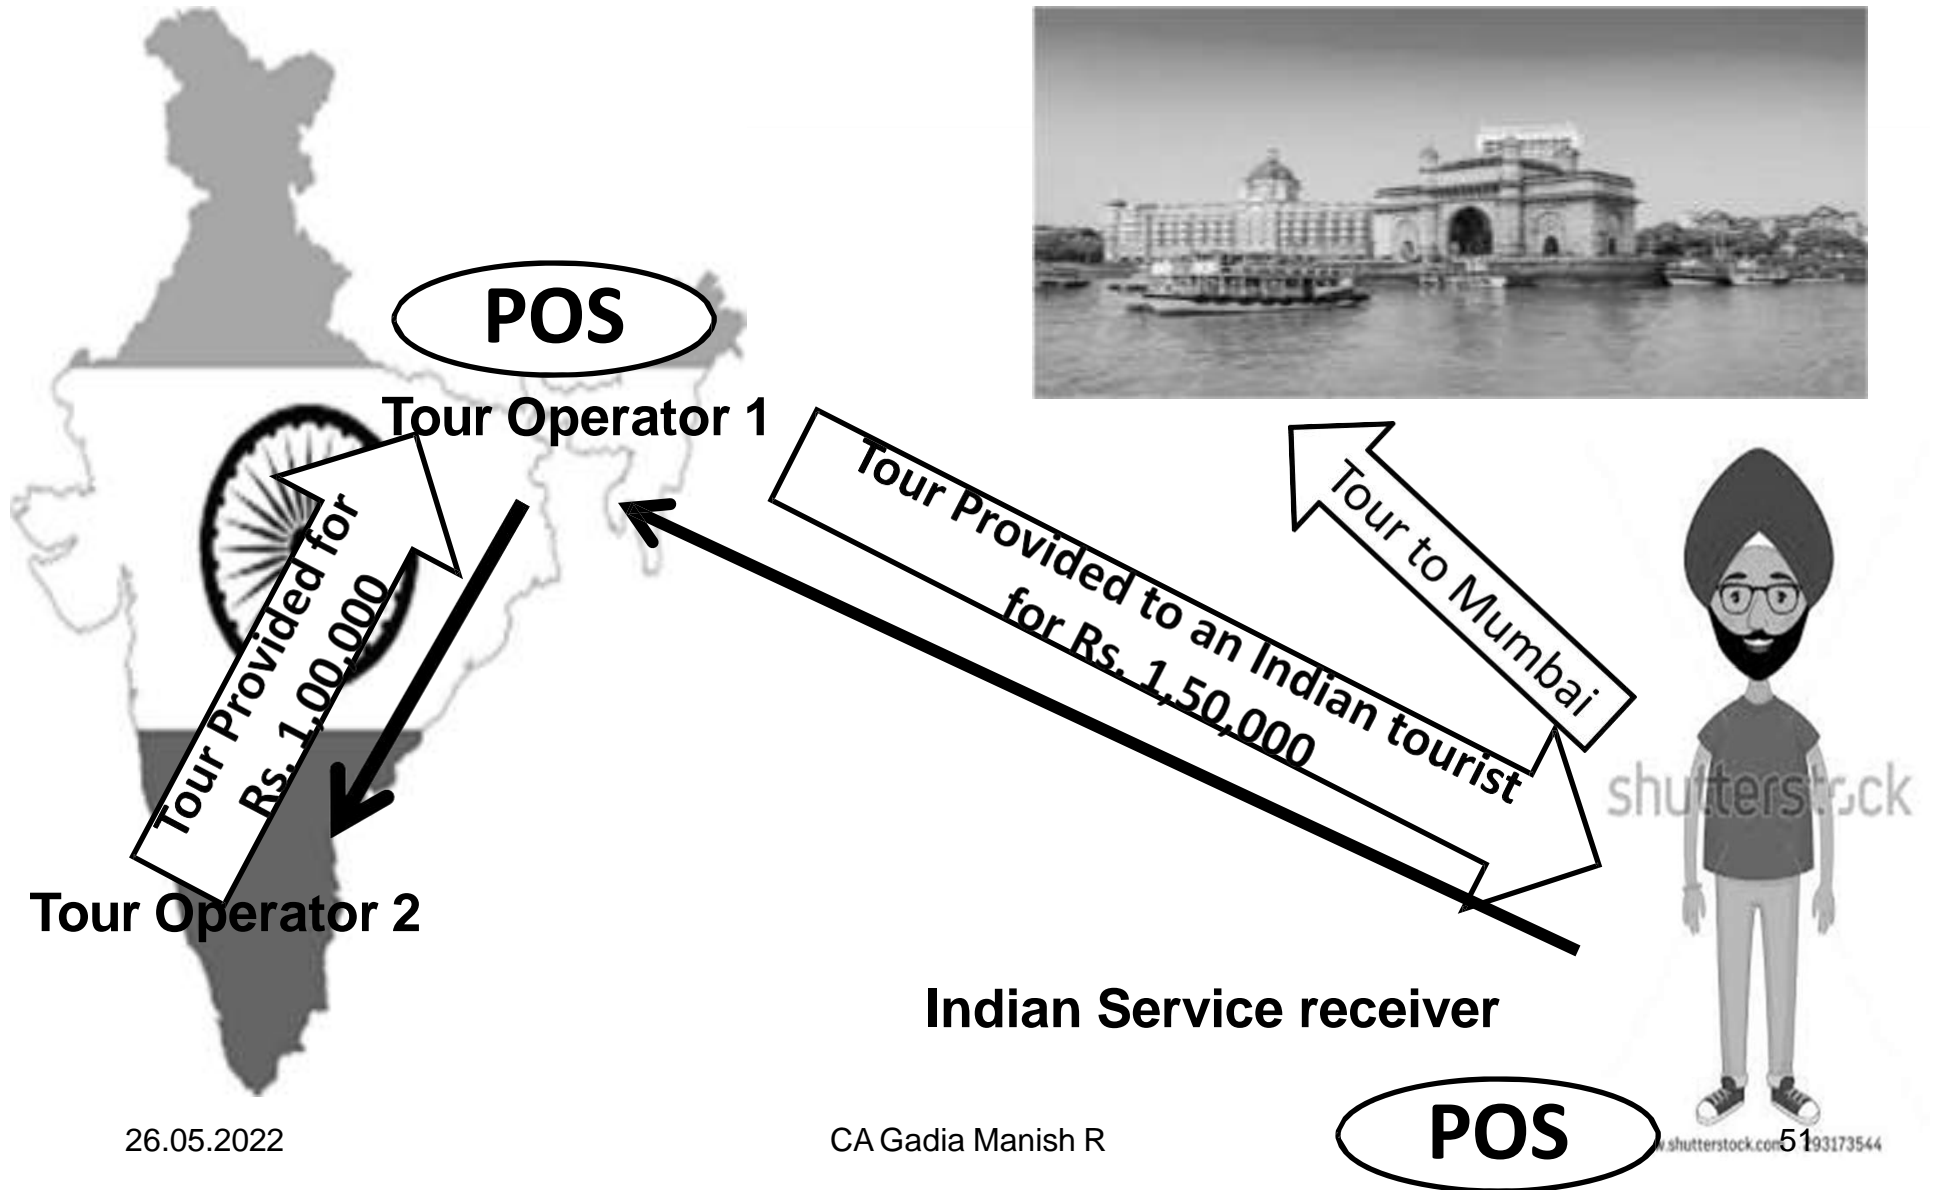 POS
Tour Operator 1
Tour Provided for
Rs. 1,00,000
Tour Provided to an Indian tourist
for Rs. 1,50,000
Tour to Mumbai
shutterstock
Tour Operator 2
Indian Service receiver
POS
26.05.2022
CA Gadia Manish R
51